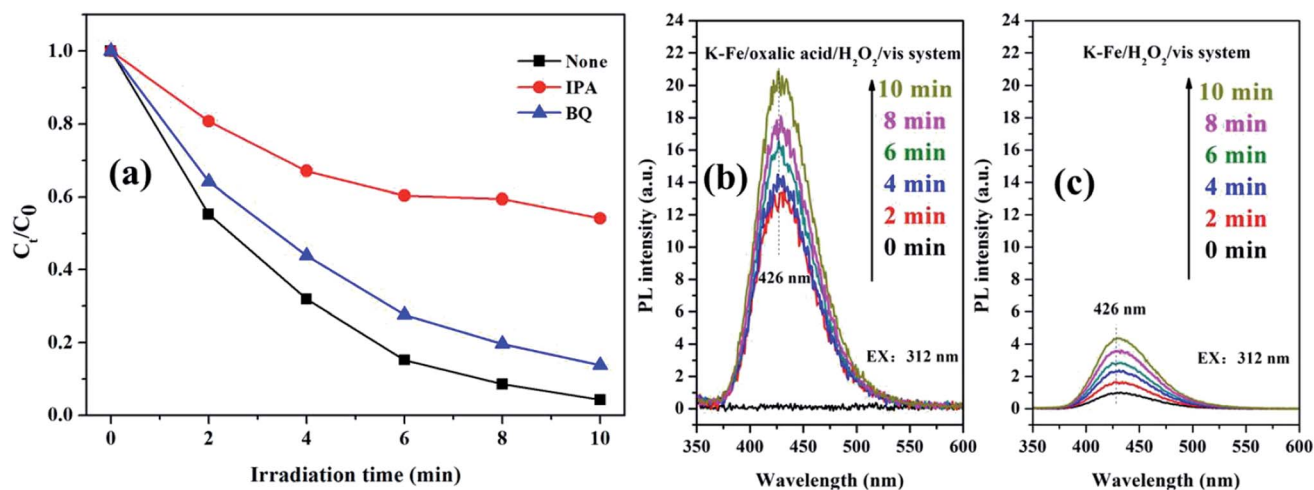 (a)
None
IPA
BQ
1.0
0.8
0.6
0.4
0.2
0.0
Cₜ/C₀
0 2 4 6 8 10
Irradiation time (min)
(b)
K-Fe/oxalic acid/H₂O₂/vis system
10 min
8 min
6 min
4 min
2 min
0 min
426 nm
EX: 312 nm
22
20
18
16
14
12
10
8
6
4
2
0
PL intensity (a.u.)
350 400 450 500 550 600
Wavelength (nm)
(c)
K-Fe/H₂O₂/vis system
10 min
8 min
6 min
4 min
2 min
0 min
426 nm
EX: 312 nm
22
20
18
16
14
12
10
8
6
4
2
0
PL intensity (a.u.)
350 400 450 500 550 600
Wavelength (nm)